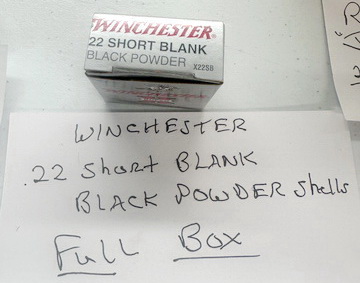 WINCHESTER
22 SHORT BLANK
BLACK POWDER X22SB
WINCHESTER
.22 Short BLANK
BLACK POWDER Shells
Full Box